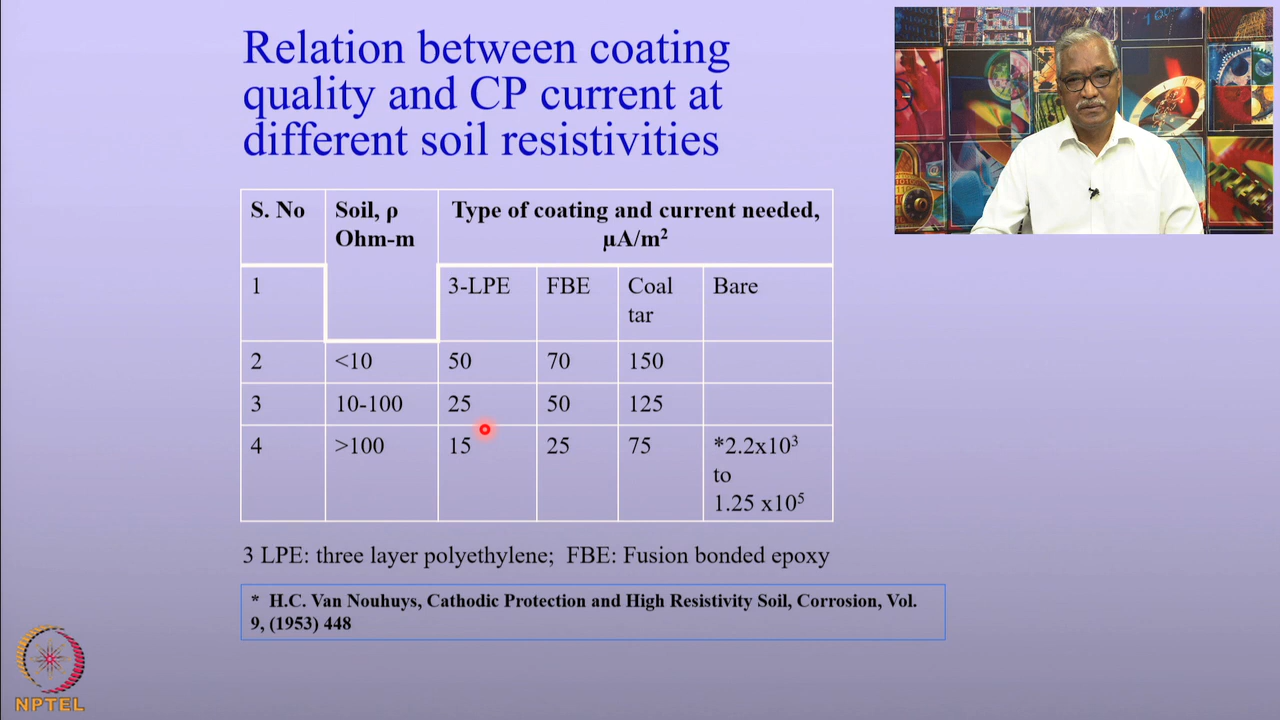 Relation between coating
quality and CP current at
different soil resistivities
S. No Soil, ρ Type of coating and current needed,
Ohm-m µA/m²
1 3-LPE FBE Coal Bare
tar
2 <10 50 70 150
3 10-100 25 50 125
4 >100 15 25 75 *2.2x10³
to
1.25 x10⁵
3 LPE: three layer polyethylene; FBE: Fusion bonded epoxy
* H.C. Van Nouhuys, Cathodic Protection and High Resistivity Soil, Corrosion, Vol.
9, (1953) 448
NPTEL